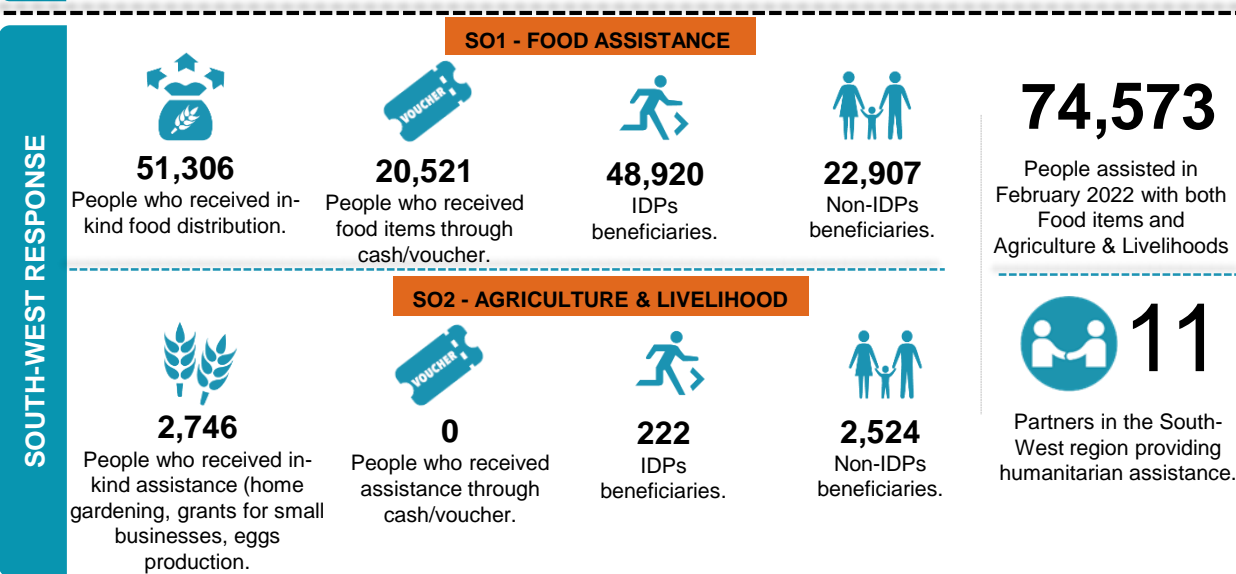 SOUTH-WEST RESPONSE
SO1 - FOOD ASSISTANCE
VOUCHER
51,306
People who received in-
kind food distribution.
20,521
People who received
food items through
cash/voucher.
48,920
IDPs
beneficiaries.
22,907
Non-IDPs
beneficiaries.
74,573
People assisted in
February 2022 with both
Food items and
Agriculture & Livelihoods
SO2 - AGRICULTURE & LIVELIHOOD
VOUCHER
2,746
People who received in-
kind assistance (home
gardening, grants for small
businesses, eggs
production.
0
People who received
assistance through
cash/voucher.
222
IDPs
beneficiaries.
2,524
Non-IDPs
beneficiaries.
11
Partners in the South-
West region providing
humanitarian assistance.